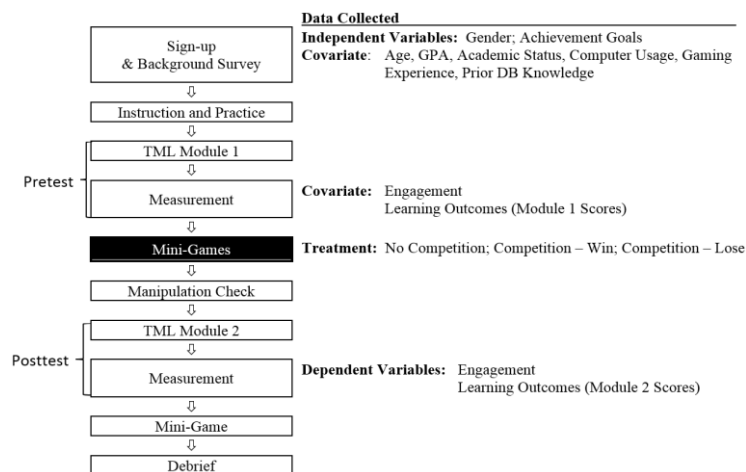 Data Collected
Sign-up
& Background Survey
Independent Variables: Gender; Achievement Goals
Covariate: Age, GPA, Academic Status, Computer Usage, Gaming
Experience, Prior DB Knowledge
Instruction and Practice
Pretest
TML Module 1
Measurement
Covariate: Engagement
Learning Outcomes (Module 1 Scores)
Mini-Games
Treatment: No Competition; Competition – Win; Competition – Lose
Manipulation Check
Posttest
TML Module 2
Measurement
Dependent Variables: Engagement
Learning Outcomes (Module 2 Scores)
Mini-Game
Debrief